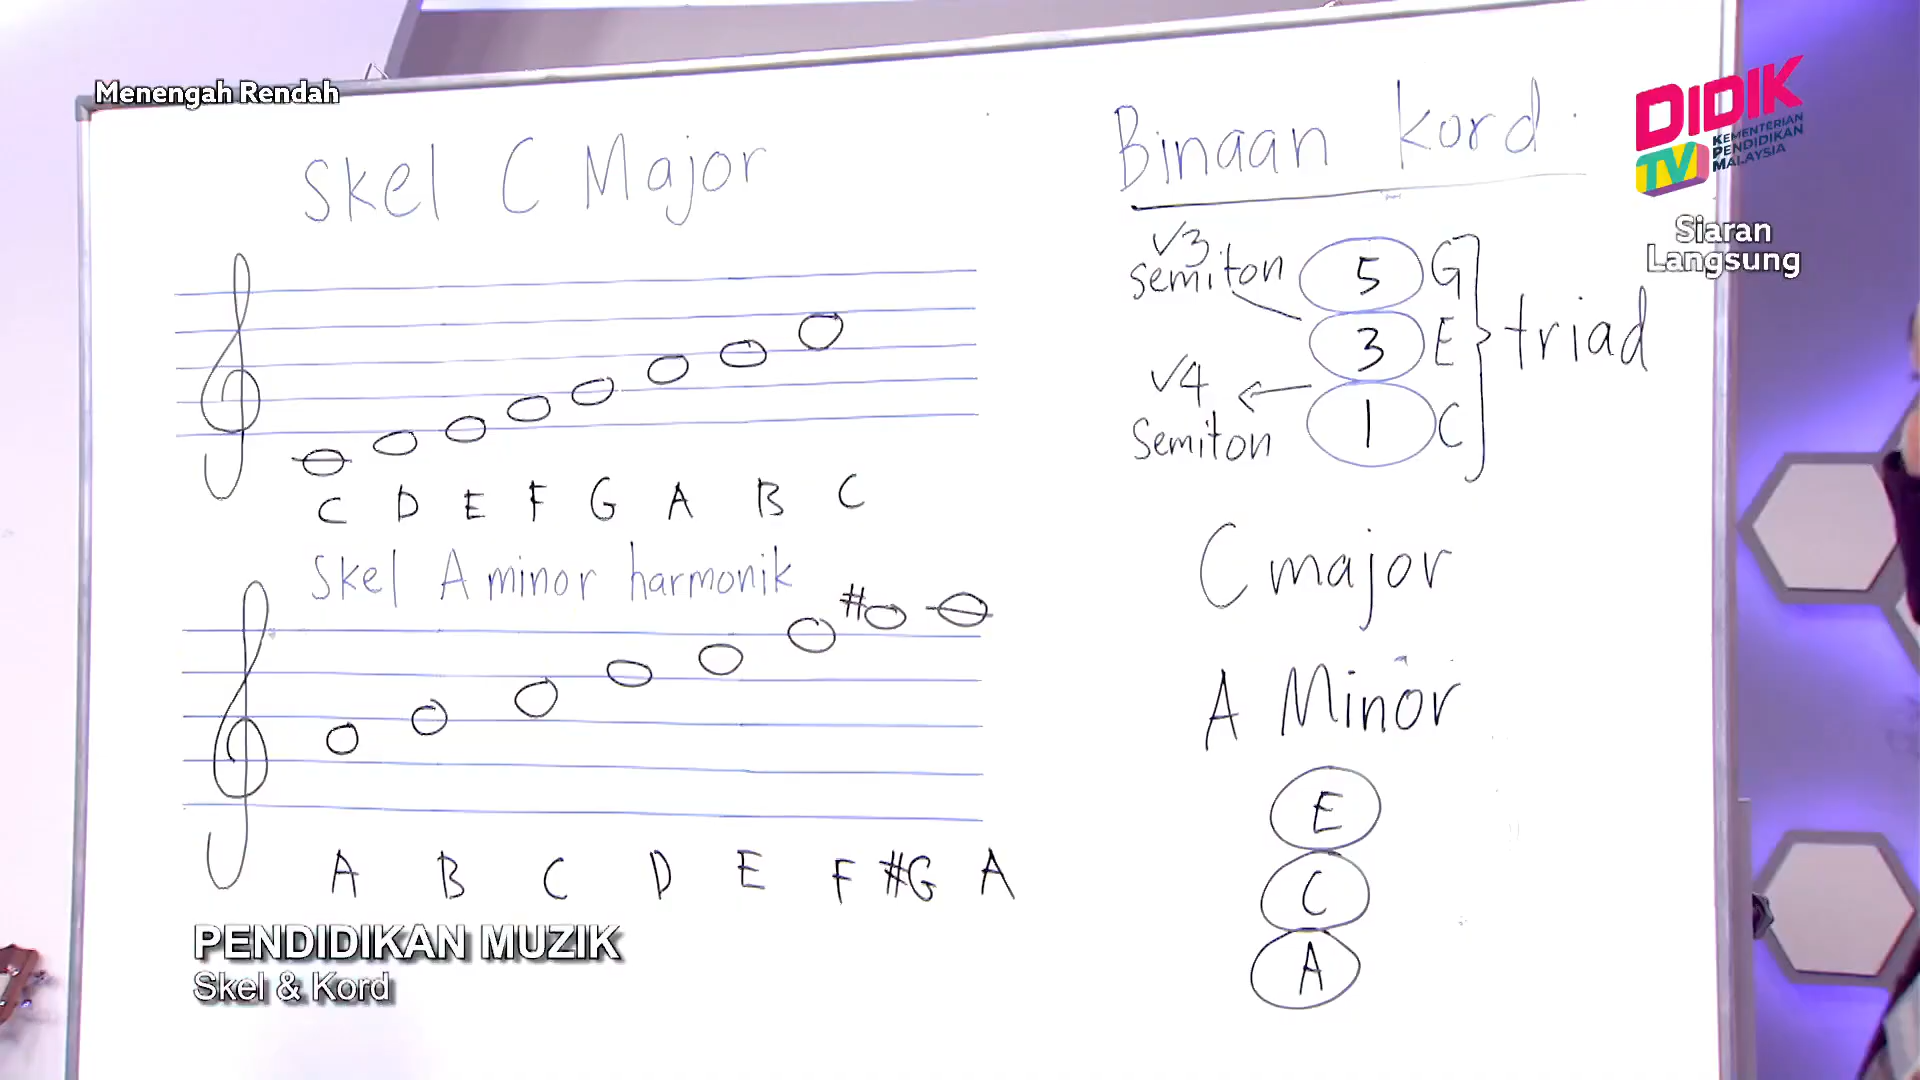 Menengah Rendah
Skel C Major
C D E F G A B C
Skel A minor harmonik
#
A B C D E F #G A
PENDIDIKAN MUZIK
Skel & Kord
Binaan kord
√3
semiton
5 G
3 E
√4
Semiton
1 C
triad
C major
A Minor
E
C
A
DIDIK
TV
KEMENTERIAN
PENDIDIKAN
MALAYSIA
Siaran
Langsung